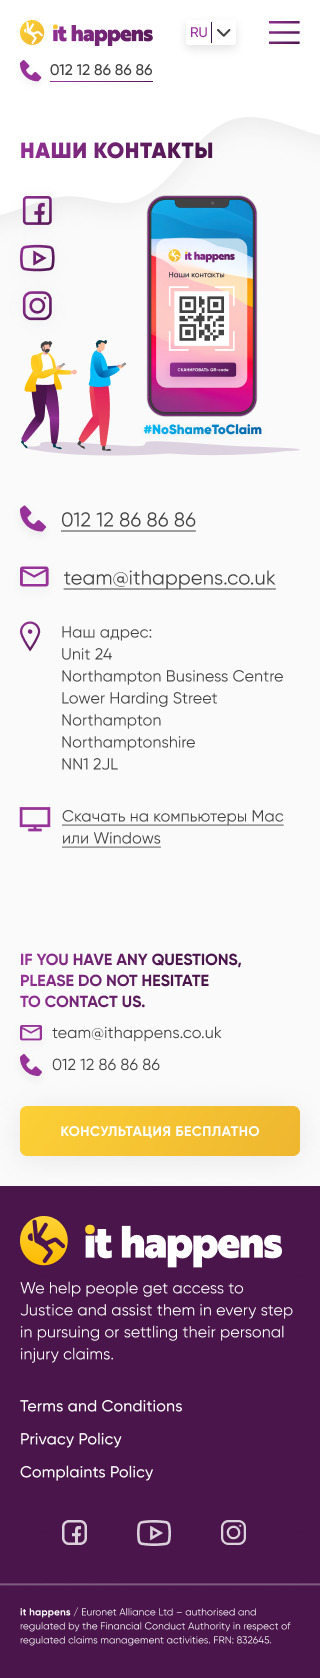 it happens
RU
012 12 86 86 86
НАШИ КОНТАКТЫ
it happens
Наши контакты
СКАНИРОВАТЬ QR-code
#NoShameToClaim
012 12 86 86 86
team@ithappens.co.uk
Наш адрес:
Unit 24
Northampton Business Centre
Lower Harding Street
Northampton
Northamptonshire
NN1 2JL
Скачать на компьютеры Mac
или Windows
IF YOU HAVE ANY QUESTIONS,
PLEASE DO NOT HESITATE
TO CONTACT US.
team@ithappens.co.uk
012 12 86 86 86
КОНСУЛЬТАЦИЯ БЕСПЛАТНО
it happens
We help people get access to
Justice and assist them in every step
in pursuing or settling their personal
injury claims.
Terms and Conditions
Privacy Policy
Complaints Policy
it happens / Euronet Alliance Ltd – authorised and
regulated by the Financial Conduct Authority in respect of
regulated claims management activities. FRN: 832645.